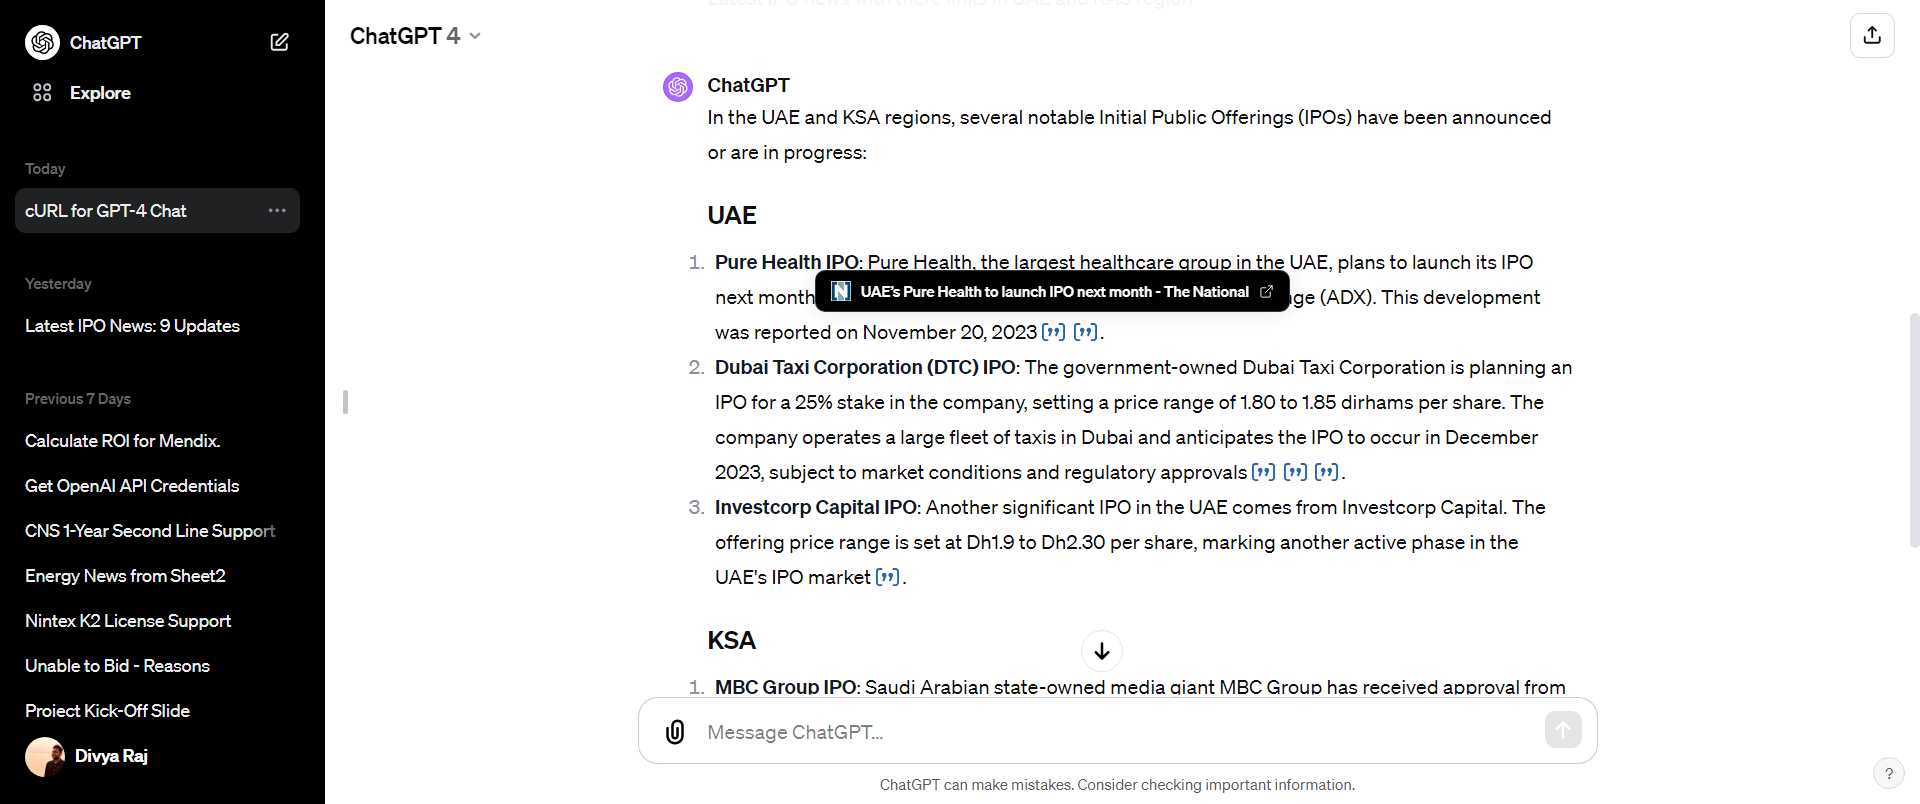 ChatGPT
Explore
Today
cURL for GPT-4 Chat
Yesterday
Latest IPO News: 9 Updates
Previous 7 Days
Calculate ROI for Mendix.
Get OpenAI API Credentials
CNS 1-Year Second Line Support
Energy News from Sheet2
Nintex K2 License Support
Unable to Bid - Reasons
Project Kick-Off Slide
Divya Raj
ChatGPT 4
ChatGPT
In the UAE and KSA regions, several notable Initial Public Offerings (IPOs) have been announced
or are in progress:
UAE
1. Pure Health IPO: Pure Health, the largest healthcare group in the UAE, plans to launch its IPO
UAE's Pure Health to launch IPO next month - The National
next month nge (ADX). This development
was reported on November 20, 2023 [”] [”].
2. Dubai Taxi Corporation (DTC) IPO: The government-owned Dubai Taxi Corporation is planning an
IPO for a 25% stake in the company, setting a price range of 1.80 to 1.85 dirhams per share. The
company operates a large fleet of taxis in Dubai and anticipates the IPO to occur in December
2023, subject to market conditions and regulatory approvals [”] [”] [”].
3. Investcorp Capital IPO: Another significant IPO in the UAE comes from Investcorp Capital. The
offering price range is set at Dh1.9 to Dh2.30 per share, marking another active phase in the
UAE's IPO market [”].
KSA
1. MBC Group IPO: Saudi Arabian state-owned media giant MBC Group has received approval from
Message ChatGPT...
ChatGPT can make mistakes. Consider checking important information.
?